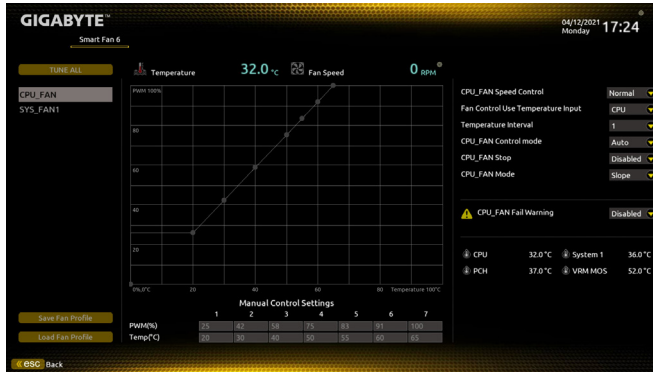 GIGABYTE™
04/12/2021 Monday 17:24
Smart Fan 6
TUNE ALL
Temperature 32.0 °C Fan Speed 0 RPM
CPU_FAN
SYS_FAN1
PWM 100%
80
60
40
20
0%,0°C 20 40 60 80 Temperature 100°C
CPU_FAN Speed Control Normal
Fan Control Use Temperature Input CPU
Temperature Interval 1
CPU_FAN Control mode Auto
CPU_FAN Stop Disabled
CPU_FAN Mode Slope
CPU_FAN Fail Warning Disabled
CPU 32.0°C System 1 36.0°C
PCH 37.0°C VRM MOS 52.0°C
Manual Control Settings
1 2 3 4 5 6 7
PWM(%) 25 42 58 75 83 91 100
Temp(°C) 20 30 40 50 55 60 65
Save Fan Profile
Load Fan Profile
esc Back